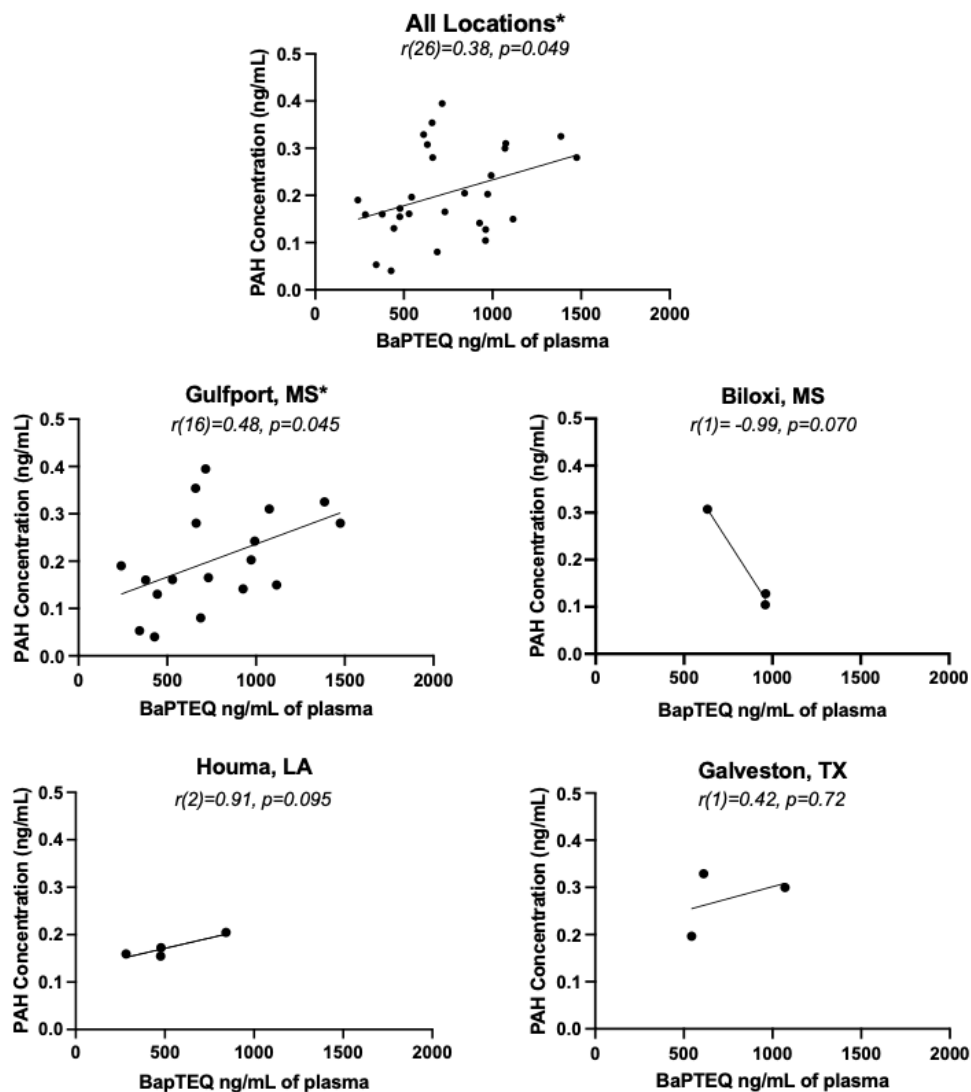 All Locations*
r(26)=0.38, p=0.049
PAH Concentration (ng/mL)
0.5
0.4
0.3
0.2
0.1
0.0
0 500 1000 1500 2000
BaPTEQ ng/mL of plasma
Gulfport, MS*
r(16)=0.48, p=0.045
PAH Concentration (ng/mL)
0.5
0.4
0.3
0.2
0.1
0.0
0 500 1000 1500 2000
BaPTEQ ng/mL of plasma
Biloxi, MS
r(1)= -0.99, p=0.070
PAH Concentration (ng/mL)
0.5
0.4
0.3
0.2
0.1
0.0
0 500 1000 1500 2000
BapTEQ ng/mL of plasma
Houma, LA
r(2)=0.91, p=0.095
PAH Concentration (ng/mL)
0.5
0.4
0.3
0.2
0.1
0.0
0 500 1000 1500 2000
BapTEQ ng/mL of plasma
Galveston, TX
r(1)=0.42, p=0.72
PAH Concentration (ng/mL)
0.5
0.4
0.3
0.2
0.1
0.0
0 500 1000 1500 2000
BaPTEQ ng/mL of plasma